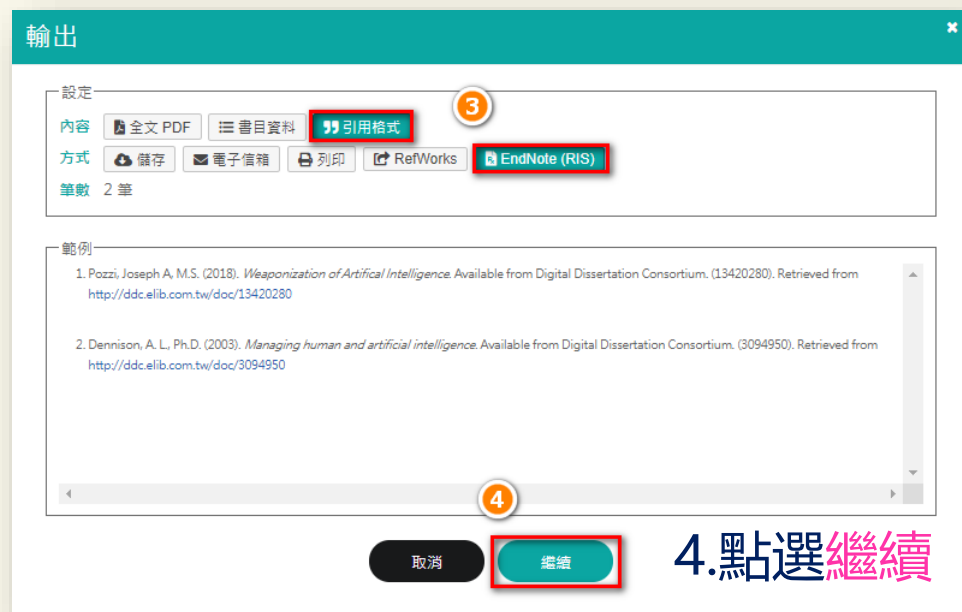 輸出
設定
3
內容 全文 PDF 書目資料 引用格式
方式 儲存 電子信箱 列印 RefWorks EndNote (RIS)
筆數 2 筆
範例
1. Pozzi, Joseph A, M.S. (2018). Weaponization of Artifical Intelligence. Available from Digital Dissertation Consortium. (13420280). Retrieved from
http://ddc.elib.com.tw/doc/13420280
2. Dennison, A. L., Ph.D. (2003). Managing human and artificial intelligence. Available from Digital Dissertation Consortium. (3094950). Retrieved from
http://ddc.elib.com.tw/doc/3094950
4
取消 繼續 4.點選繼續